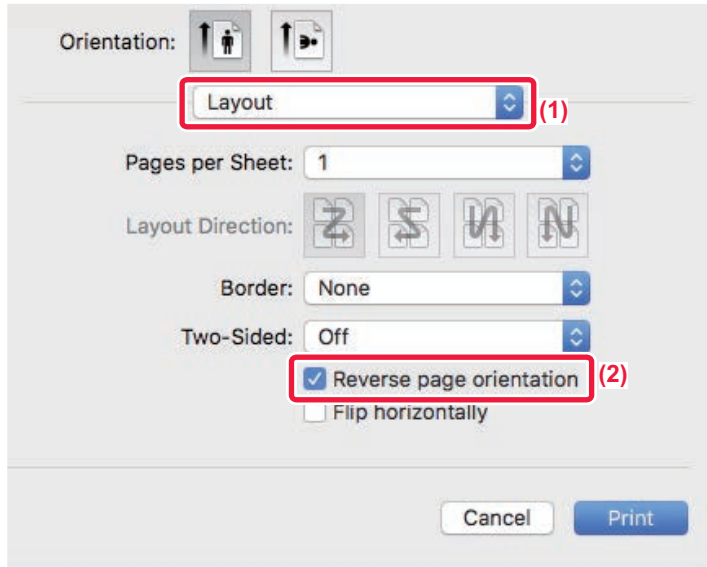 Orientation:
Layout
(1)
Pages per Sheet: 1
Layout Direction:
Border: None
Two-Sided: Off
Reverse page orientation
(2)
Flip horizontally
Cancel Print